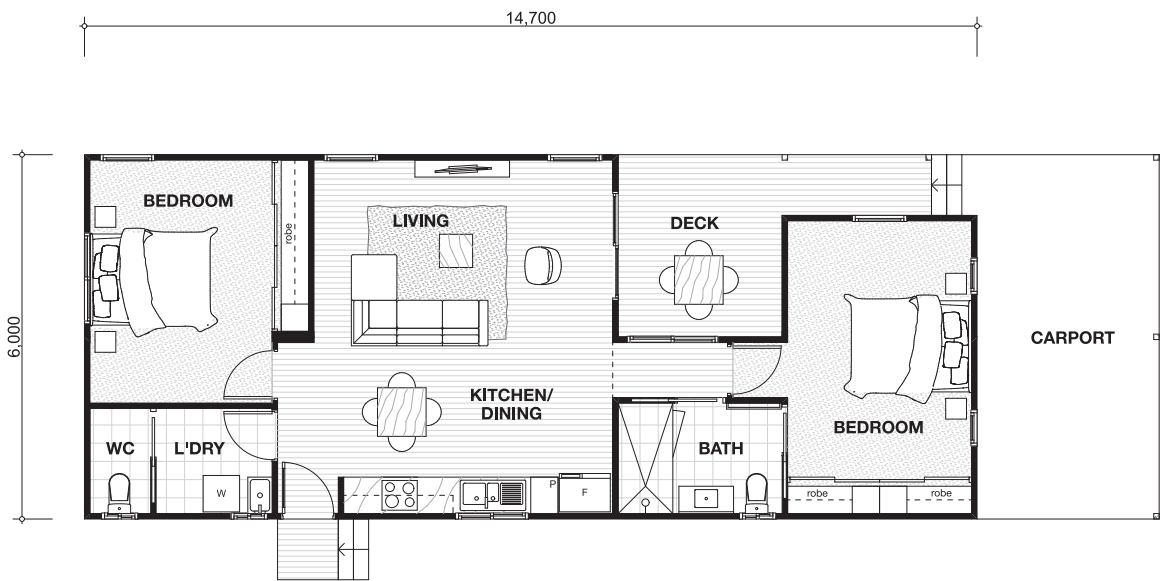 14,700
6,000
BEDROOM
robe
LIVING
DECK
CARPORT
KITCHEN/
DINING
WC
L'DRY
BATH
BEDROOM
W
P
F
robe
robe